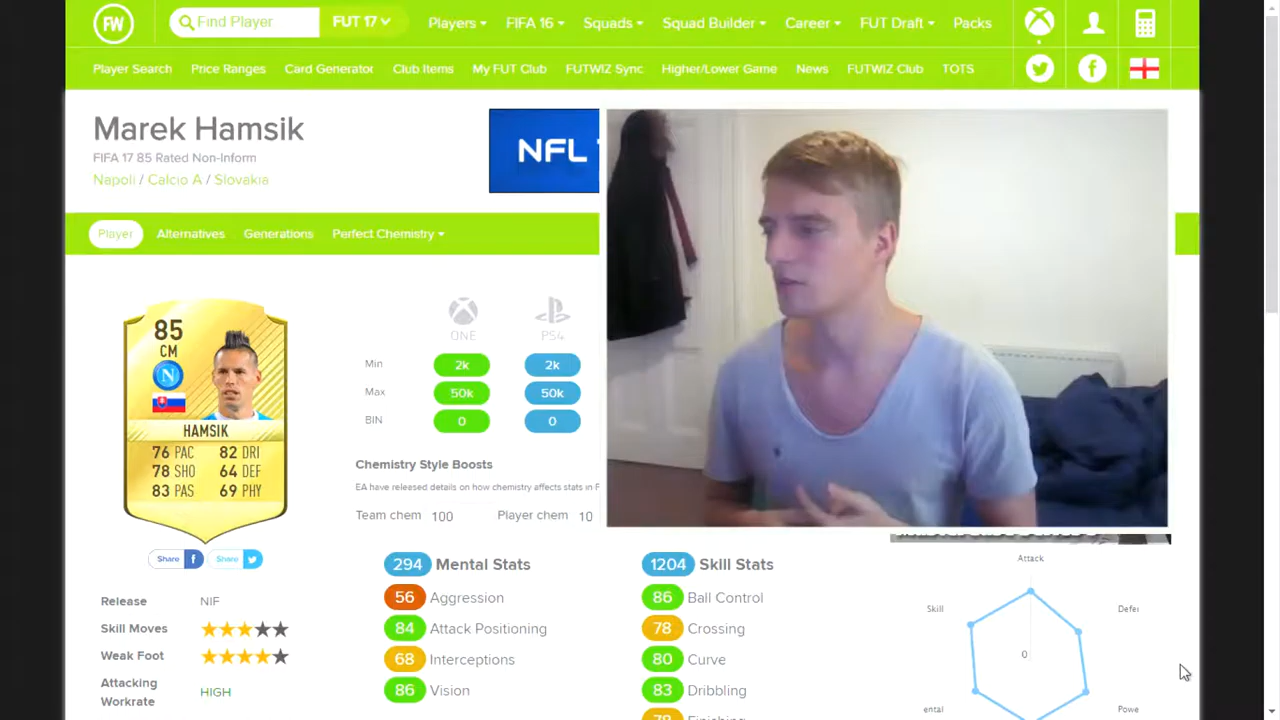 FW Find Player FUT 17 Players FIFA 16 Squads Squad Builder Career FUT Draft Packs
Player Search Price Ranges Card Generator Club Items My FUT Club FUTWIZ Sync Higher/Lower Game News FUTWIZ Club TOTS
Marek Hamsik
FIFA 17 85 Rated Non-Inform
Napoli / Calcio A / Slovakia
NFL
Player Alternatives Generations Perfect Chemistry
85
CM
N
HAMSIK
76 PAC 82 DRI
78 SHO 64 DEF
83 PAS 69 PHY
Share f Share
ONE PS4
Min 2k 2k
Max 50k 50k
BIN 0 0
Chemistry Style Boosts
EA have released details on how chemistry affects stats in F
Team chem 100 Player chem 10
Release NIF
Skill Moves
Weak Foot
Attacking
Workrate HIGH
294 Mental Stats
56 Aggression
84 Attack Positioning
68 Interceptions
86 Vision
1204 Skill Stats
86 Ball Control
78 Crossing
80 Curve
83 Dribbling
Attack
Skill Defer
0
ental Powe